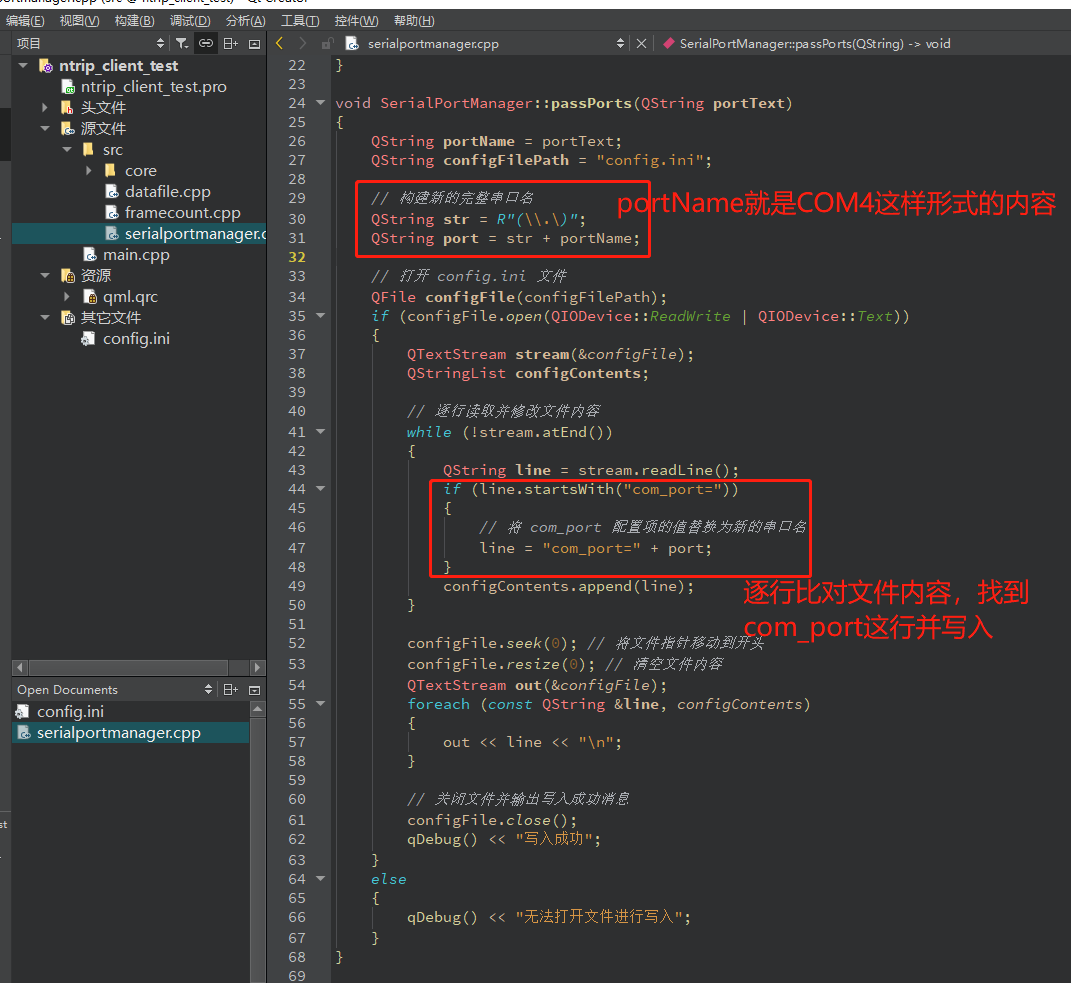 编辑(E) 视图(V) 构建(B) 调试(D) 分析(A) 工具(T) 控件(W) 帮助(H)
项目
serialportmanager.cpp
SerialPortManager::passPorts(QString) -> void
ntrip_client_test
ntrip_client_test.pro
头文件
源文件
src
core
datafile.cpp
framecount.cpp
serialportmanager.c
main.cpp
资源
qml.qrc
其它文件
config.ini
Open Documents
config.ini
serialportmanager.cpp
22 }
23
24 void SerialPortManager::passPorts(QString portText)
25 {
26 QString portName = portText;
27 QString configFilePath = "config.ini";
28
29 // 构建新的完整串口名
30 QString str = R"(\\.\)";
31 QString port = str + portName;
32
33 // 打开 config.ini 文件
34 QFile configFile(configFilePath);
35 if (configFile.open(QIODevice::ReadWrite | QIODevice::Text))
36 {
37 QTextStream stream(&configFile);
38 QStringList configContents;
39
40 // 逐行读取并修改文件内容
41 while (!stream.atEnd())
42 {
43 QString line = stream.readLine();
44 if (line.startsWith("com_port="))
45 {
46 // 将 com_port 配置项的值替换为新的串口名
47 line = "com_port=" + port;
48 }
49 configContents.append(line);
50 }
51
52 configFile.seek(0); // 将文件指针移动到开头
53 configFile.resize(0); // 清空文件内容
54 QTextStream out(&configFile);
55 foreach (const QString &line, configContents)
56 {
57 out << line << "\n";
58 }
59
60 // 关闭文件并输出写入成功消息
61 configFile.close();
62 qDebug() << "写入成功";
63 }
64 else
65 {
66 qDebug() << "无法打开文件进行写入";
67 }
68 }
69
portName就是COM4这样形式的内容
逐行比对文件内容，找到
com_port这行并写入